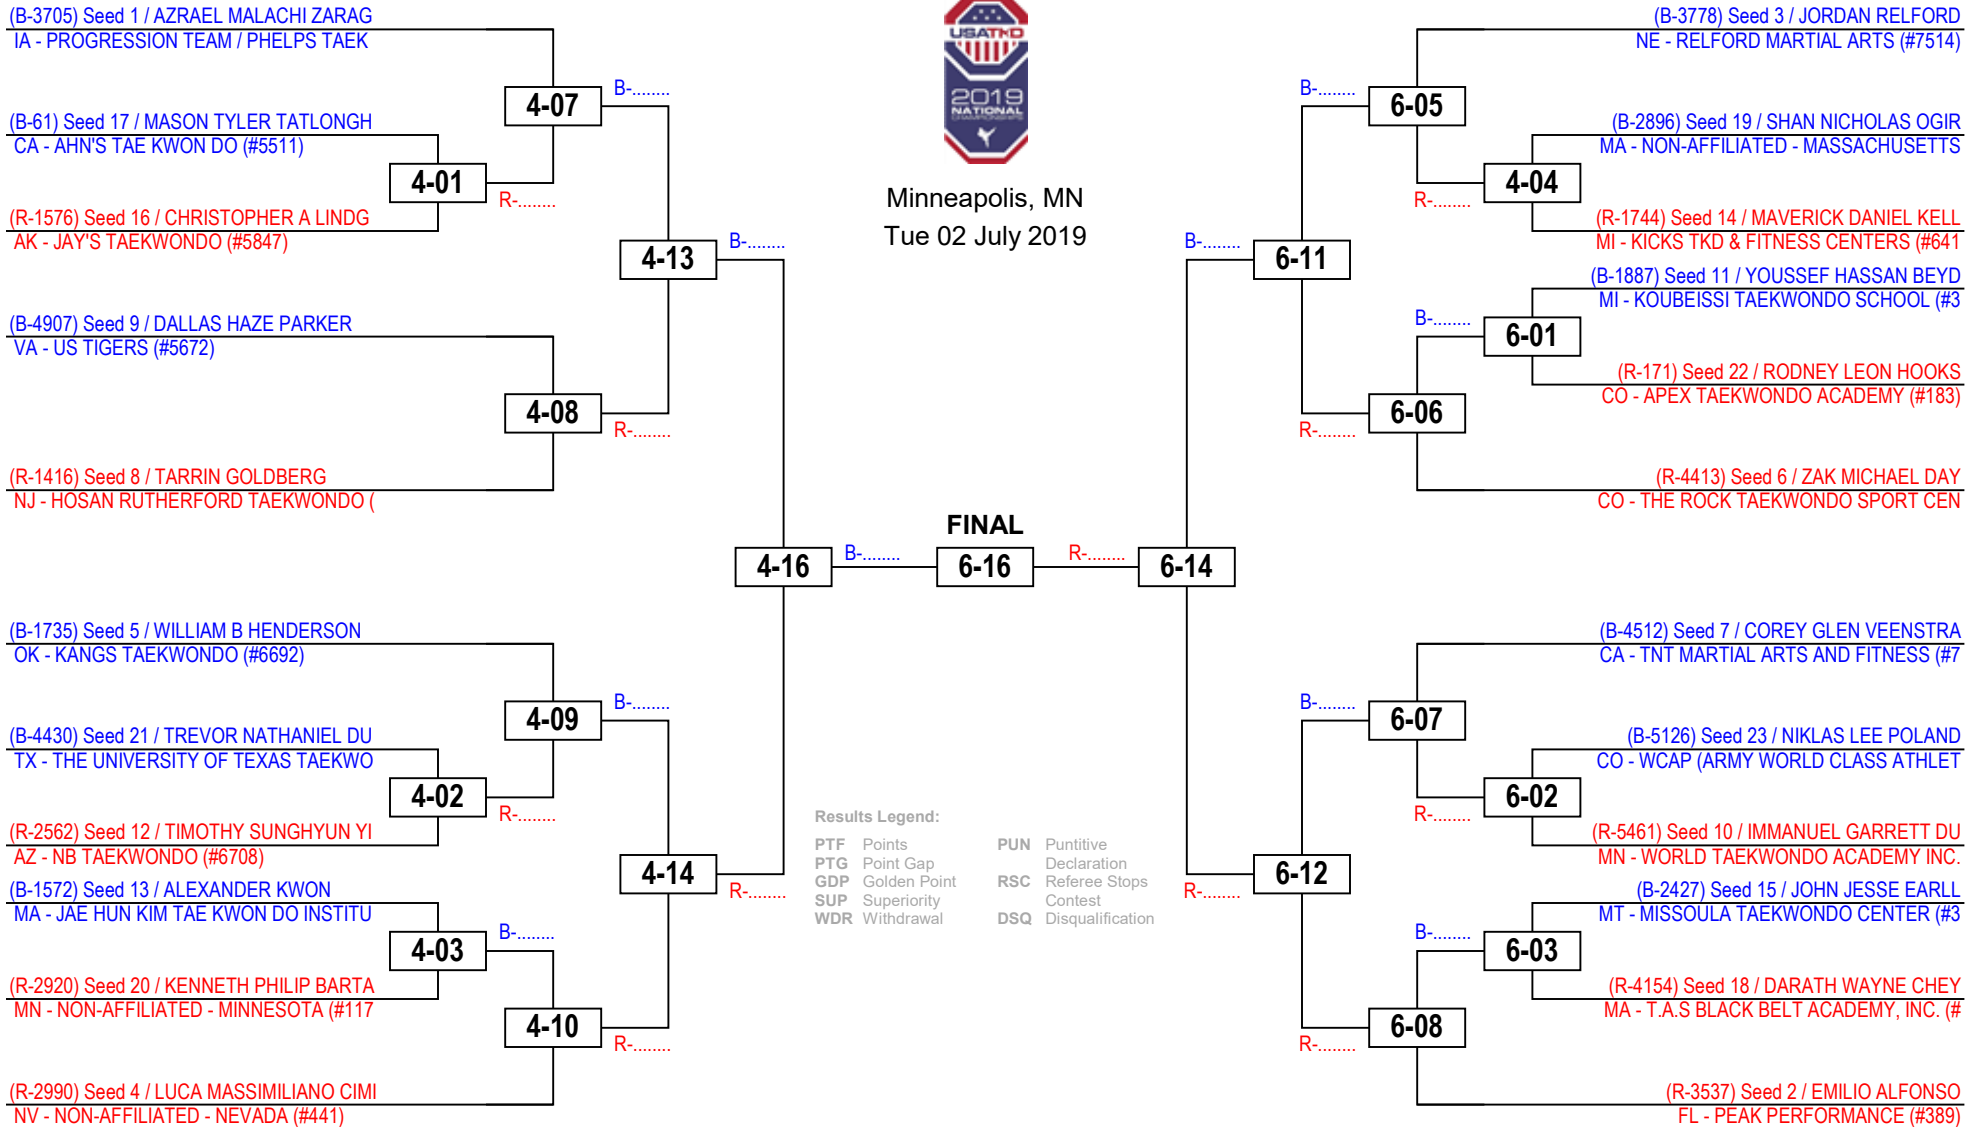 (B-3705) Seed 1 / AZRAEL MALACHI ZARAG
IA - PROGRESSION TEAM / PHELPS TAEK
4-07
B-........
(B-61) Seed 17 / MASON TYLER TATLONGH
CA - AHN'S TAE KWON DO (#5511)
4-01
R-........
(R-1576) Seed 16 / CHRISTOPHER A LINDG
AK - JAY'S TAEKWONDO (#5847)
4-13
B-........
(B-4907) Seed 9 / DALLAS HAZE PARKER
VA - US TIGERS (#5672)
4-08
R-........
(R-1416) Seed 8 / TARRIN GOLDBERG
NJ - HOSAN RUTHERFORD TAEKWONDO (
4-16
B-........
(B-1735) Seed 5 / WILLIAM B HENDERSON
OK - KANGS TAEKWONDO (#6692)
4-09
B-........
(B-4430) Seed 21 / TREVOR NATHANIEL DU
TX - THE UNIVERSITY OF TEXAS TAEKWO
4-02
R-........
(R-2562) Seed 12 / TIMOTHY SUNGHYUN YI
AZ - NB TAEKWONDO (#6708)
4-14
R-........
(B-1572) Seed 13 / ALEXANDER KWON
MA - JAE HUN KIM TAE KWON DO INSTITU
4-03
B-........
(R-2920) Seed 20 / KENNETH PHILIP BARTA
MN - NON-AFFILIATED - MINNESOTA (#117
4-10
R-........
(R-2990) Seed 4 / LUCA MASSIMILIANO CIMI
NV - NON-AFFILIATED - NEVADA (#441)
USATKD
2019
NATIONAL
CHAMPIONSHIPS
Minneapolis, MN
Tue 02 July 2019
FINAL
6-16
Results Legend:
PTF Points
PTG Point Gap
GDP Golden Point
SUP Superiority
WDR Withdrawal
PUN Puntitive
Declaration
RSC Referee Stops
Contest
DSQ Disqualification
(B-3778) Seed 3 / JORDAN RELFORD
NE - RELFORD MARTIAL ARTS (#7514)
B-........
6-05
(B-2896) Seed 19 / SHAN NICHOLAS OGIR
MA - NON-AFFILIATED - MASSACHUSETTS
R-........
4-04
(R-1744) Seed 14 / MAVERICK DANIEL KELL
MI - KICKS TKD & FITNESS CENTERS (#641
B-........
6-11
(B-1887) Seed 11 / YOUSSEF HASSAN BEYD
MI - KOUBEISSI TAEKWONDO SCHOOL (#3
B-........
6-01
(R-171) Seed 22 / RODNEY LEON HOOKS
CO - APEX TAEKWONDO ACADEMY (#183)
R-........
6-06
(R-4413) Seed 6 / ZAK MICHAEL DAY
CO - THE ROCK TAEKWONDO SPORT CEN
R-........
6-14
(B-4512) Seed 7 / COREY GLEN VEENSTRA
CA - TNT MARTIAL ARTS AND FITNESS (#7
B-........
6-07
(B-5126) Seed 23 / NIKLAS LEE POLAND
CO - WCAP (ARMY WORLD CLASS ATHLET
R-........
6-02
(R-5461) Seed 10 / IMMANUEL GARRETT DU
MN - WORLD TAEKWONDO ACADEMY INC.
R-........
6-12
(B-2427) Seed 15 / JOHN JESSE EARLL
MT - MISSOULA TAEKWONDO CENTER (#3
B-........
6-03
(R-4154) Seed 18 / DARATH WAYNE CHEY
MA - T.A.S BLACK BELT ACADEMY, INC. (#
R-........
6-08
(R-3537) Seed 2 / EMILIO ALFONSO
FL - PEAK PERFORMANCE (#389)